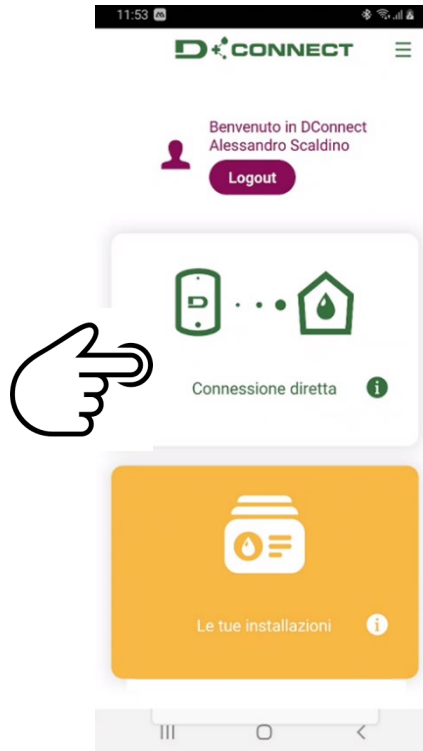 11:53
D CONNECT
Benvenuto in DConnect
Alessandro Scaldino
Logout
D
Connessione diretta i
Le tue installazioni i